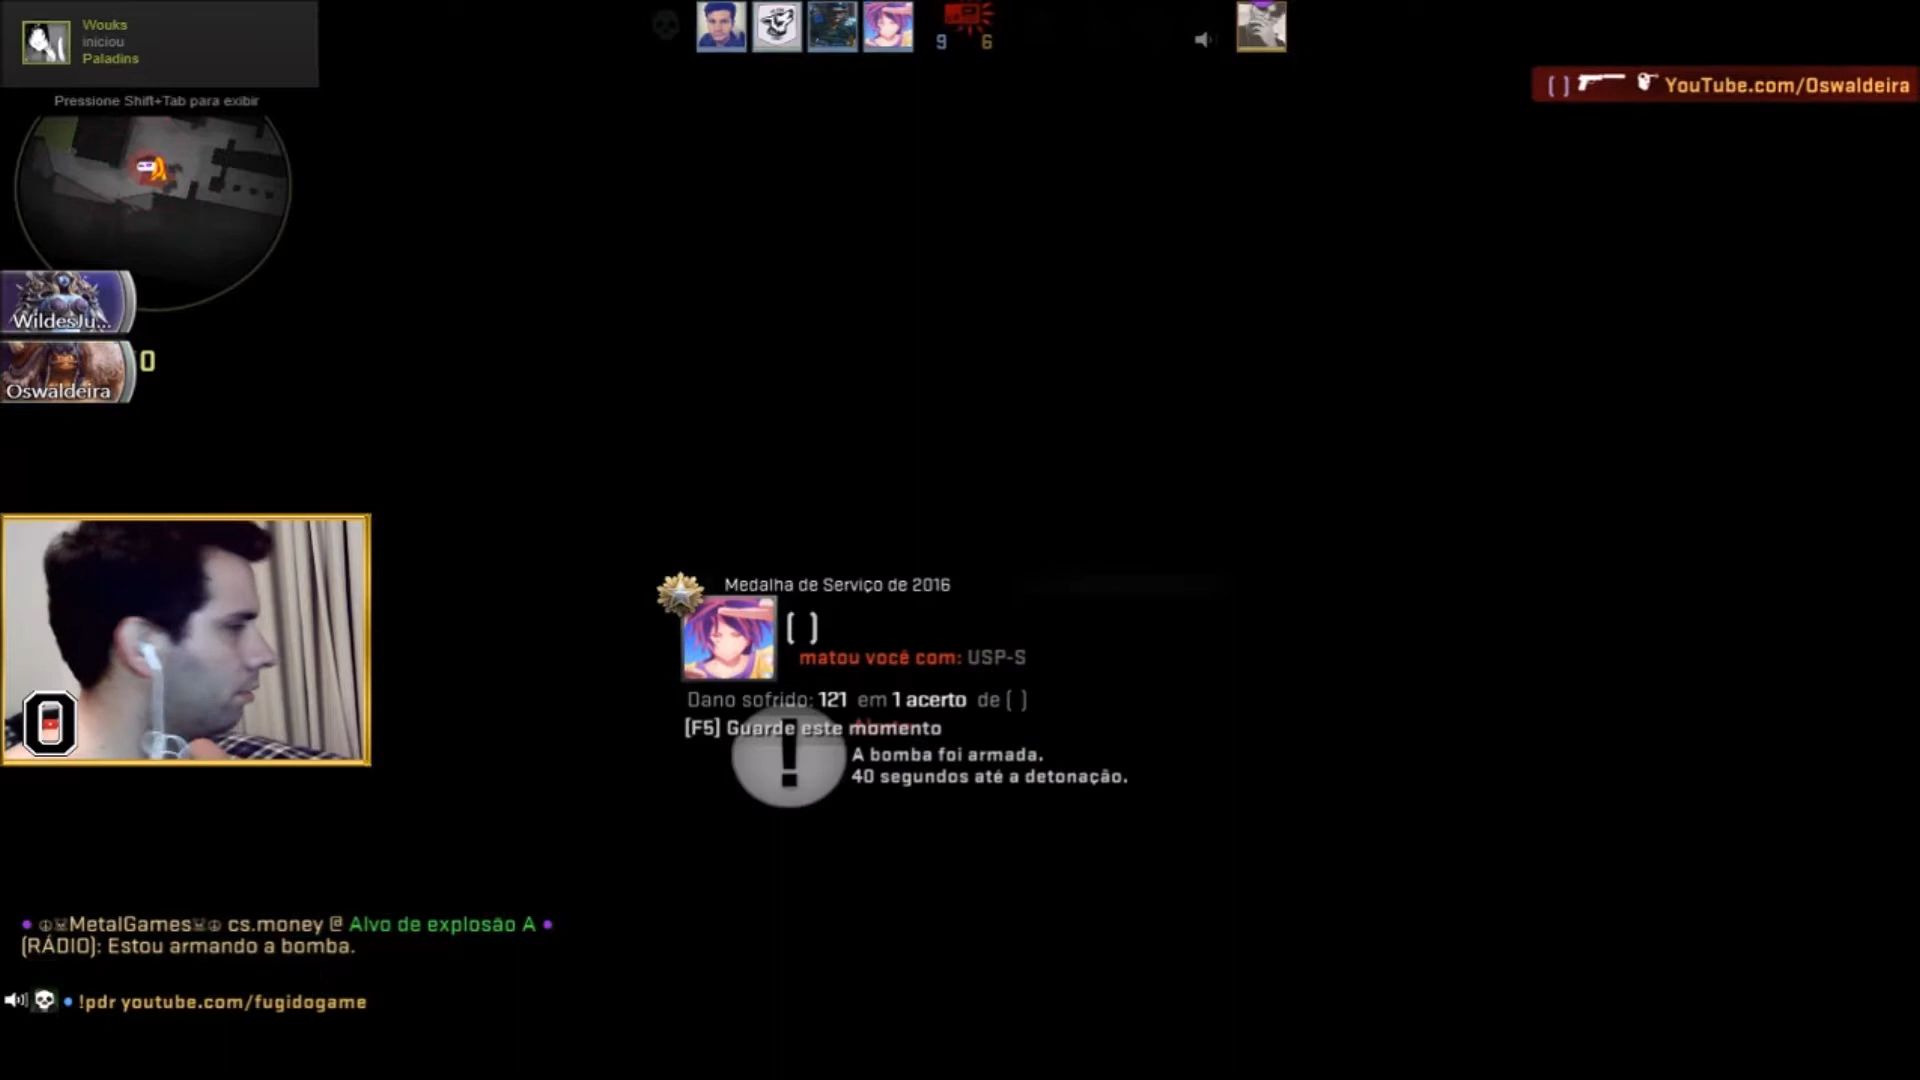 Wouks
iniciou
Paladins
Pressione Shift+Tab para exibir
9 6
[ ] YouTube.com/Oswaldeira
WildesJu...
Oswaldeira
0
Medalha de Serviço de 2016
[ ]
matou você com: USP-S
Dano sofrido: 121 em 1 acerto de [ ]
[F5] Guarde este momento
A bomba foi armada.
40 segundos até a detonação.
MetalGames cs.money @ Alvo de explosão A
(RÁDIO): Estou armando a bomba.
!pdr youtube.com/fugidogame